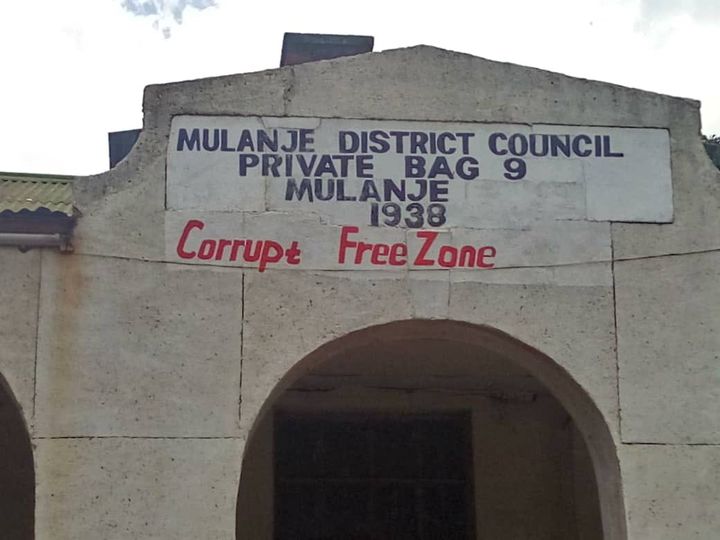 MULANJE DISTRICT COUNCIL
PRIVATE BAG 9
MULANJE
1938
Corrupt Free Zone